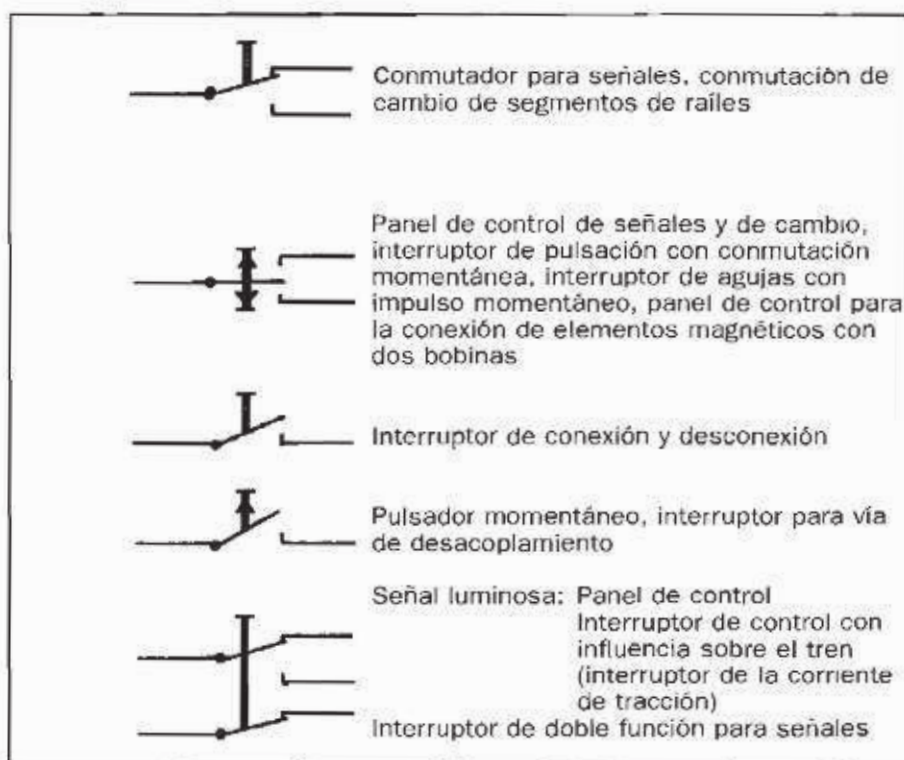 Conmutador para señales, conmutación de
cambio de segmentos de raíles
Panel de control de señales y de cambio,
interruptor de pulsación con conmutación
momentánea, interruptor de agujas con
impulso momentáneo, panel de control para
la conexión de elementos magnéticos con
dos bobinas
Interruptor de conexión y desconexión
Pulsador momentáneo, interruptor para vía
de desacoplamiento
Señal luminosa: Panel de control
Interruptor de control con
influencia sobre el tren
(interruptor de la corriente
de tracción)
Interruptor de doble función para señales